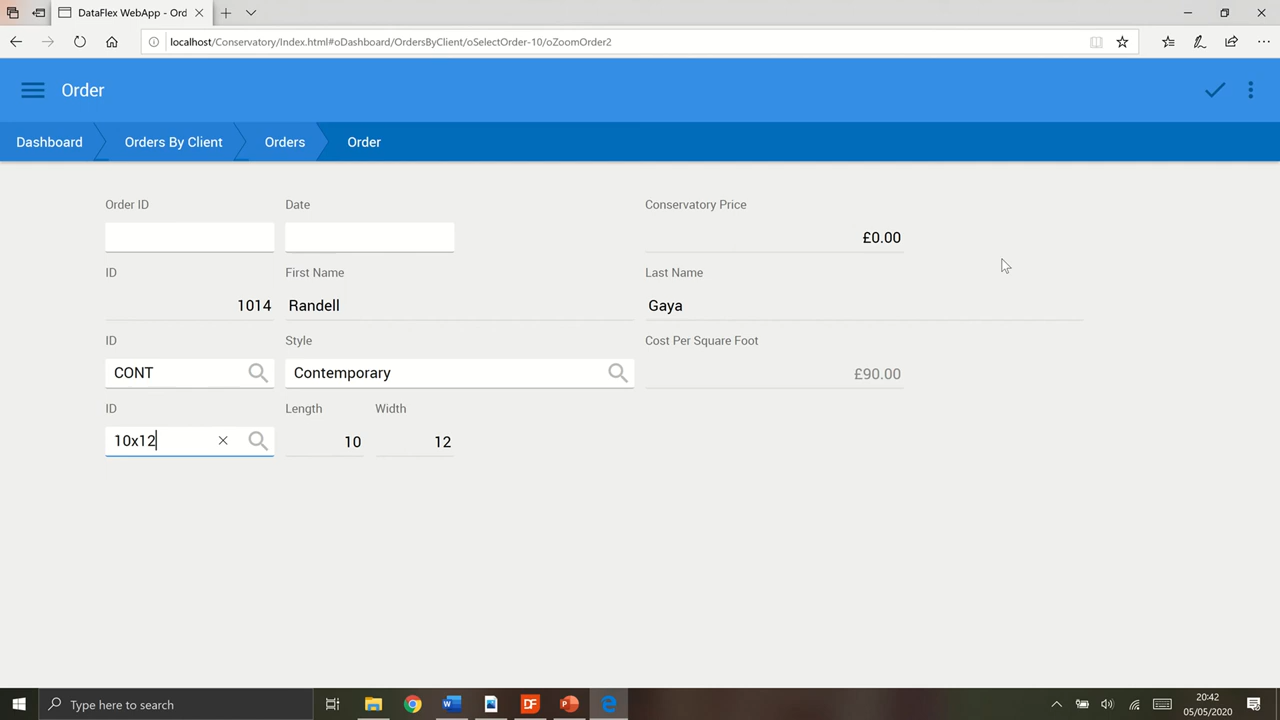 DataFlex WebApp - Ord
localhost/Conservatory/Index.html#oDashboard/OrdersByClient/oSelectOrder-10/oZoomOrder2
Order
Dashboard
Orders By Client
Orders
Order
Order ID
Date
Conservatory Price
£0.00
ID
First Name
Last Name
1014
Randell
Gaya
ID
Style
Cost Per Square Foot
CONT
Contemporary
£90.00
ID
Length
Width
10x12
10
12
Type here to search
DF
20:42
05/05/2020